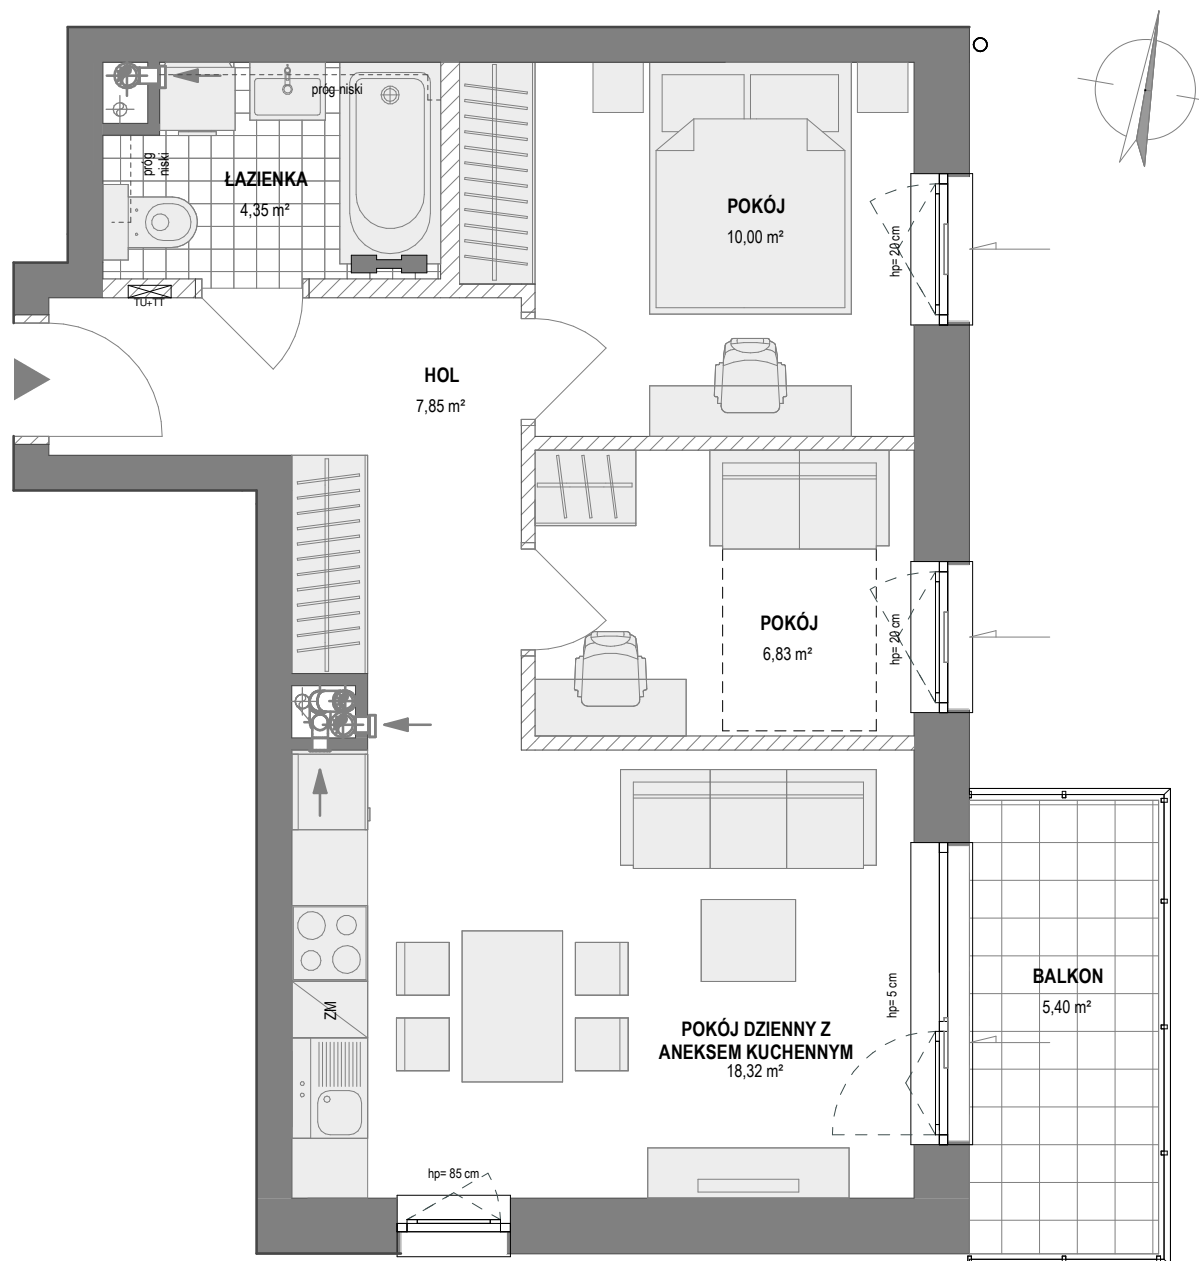 próg niski
próg
niski
ŁAZIENKA
4,35 m²
TU+TT
POKÓJ
10,00 m²
hp= 20 cm
HOL
7,85 m²
POKÓJ
6,83 m²
hp= 20 cm
ZM
POKÓJ DZIENNY Z
ANEKSEM KUCHENNYM
18,32 m²
hp= 5 cm
BALKON
5,40 m²
hp= 85 cm